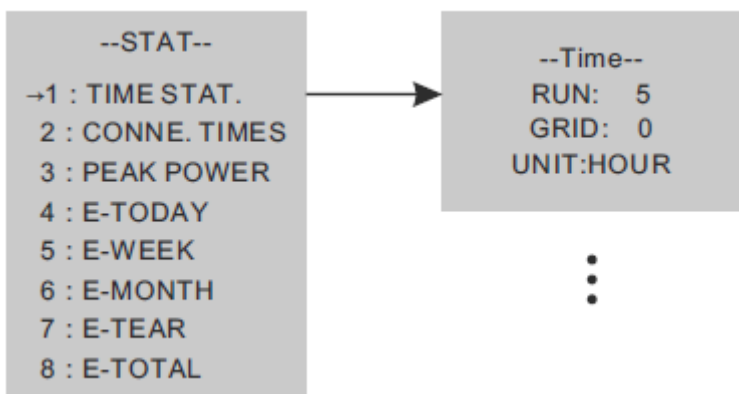 --STAT--
→1 : TIME STAT.
2 : CONNE. TIMES
3 : PEAK POWER
4 : E-TODAY
5 : E-WEEK
6 : E-MONTH
7 : E-TEAR
8 : E-TOTAL
--Time--
RUN: 5
GRID: 0
UNIT:HOUR